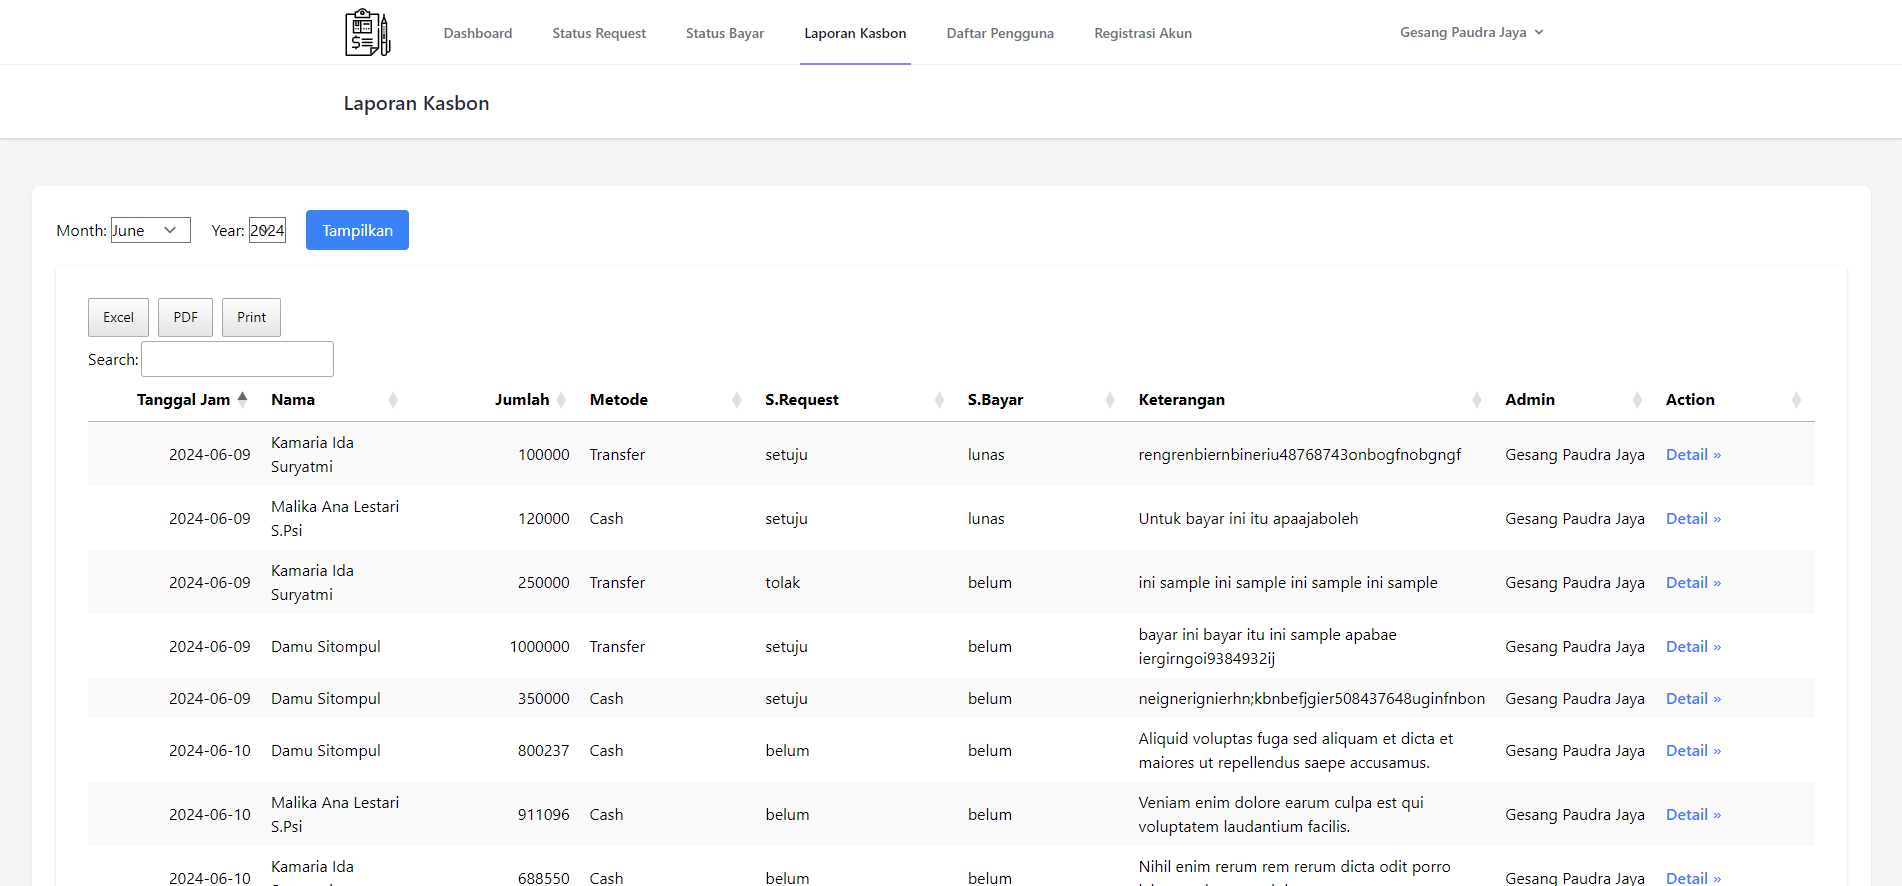 Dashboard Status Request Status Bayar Laporan Kasbon Daftar Pengguna Registrasi Akun Gesang Paudra Jaya
Laporan Kasbon
Month: June Year: 2024 Tampilkan
Excel PDF Print
Search:
Tanggal Jam Nama Jumlah Metode S.Request S.Bayar Keterangan Admin Action
2024-06-09 Kamaria Ida Suryatmi 100000 Transfer setuju lunas rengrenbiernbineriu48768743onbogfnobgngf Gesang Paudra Jaya Detail »
2024-06-09 Malika Ana Lestari S.Psi 120000 Cash setuju lunas Untuk bayar ini itu apaajaboleh Gesang Paudra Jaya Detail »
2024-06-09 Kamaria Ida Suryatmi 250000 Transfer tolak belum ini sample ini sample ini sample ini sample Gesang Paudra Jaya Detail »
2024-06-09 Damu Sitompul 1000000 Transfer setuju belum bayar ini bayar itu ini sample apabae iergirngoi9384932ij Gesang Paudra Jaya Detail »
2024-06-09 Damu Sitompul 350000 Cash setuju belum neignerignierhn;kbnbefjgier508437648uginfnbon Gesang Paudra Jaya Detail »
2024-06-10 Damu Sitompul 800237 Cash belum belum Aliquid voluptas fuga sed aliquam et dicta et maiores ut repellendus saepe accusamus. Gesang Paudra Jaya Detail »
2024-06-10 Malika Ana Lestari S.Psi 911096 Cash belum belum Veniam enim dolore earum culpa est qui voluptatem laudantium facilis. Gesang Paudra Jaya Detail »
2024-06-10 Kamaria Ida 688550 Cash belum belum Nihil enim rerum rem rerum dicta odit porro Gesang Paudra Jaya Detail »